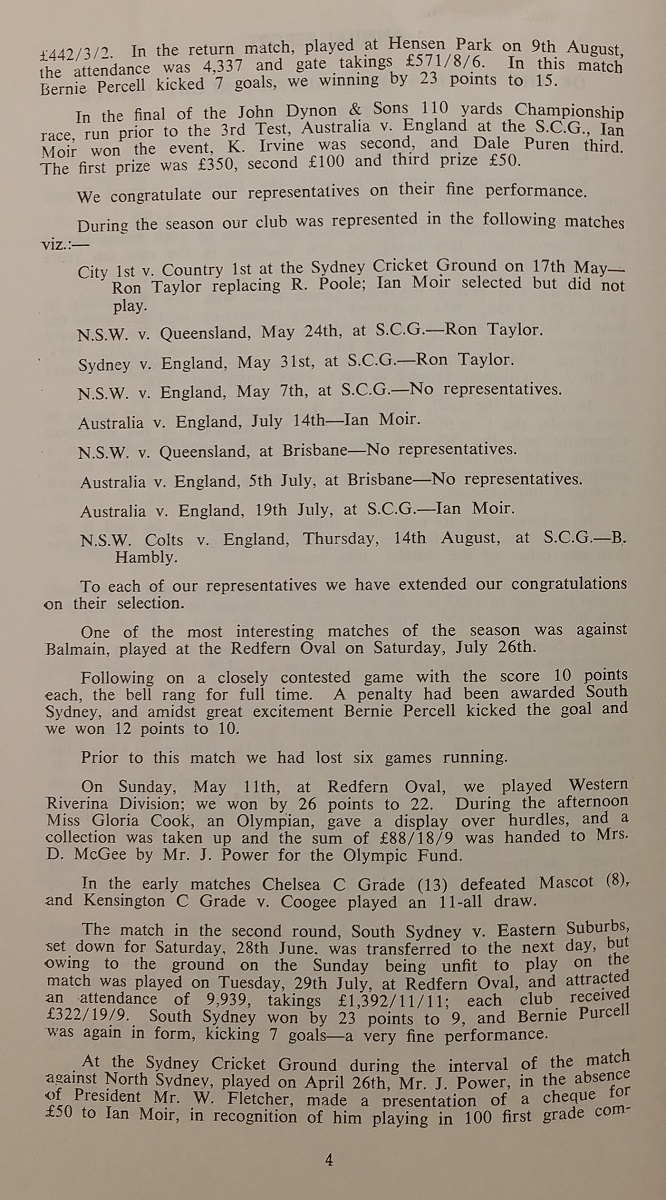 £442/3/2. In the return match, played at Hensen Park on 9th August,
the attendance was 4,337 and gate takings £571/8/6. In this match
Bernie Percell kicked 7 goals, we winning by 23 points to 15.
In the final of the John Dynon & Sons 110 yards Championship
race, run prior to the 3rd Test, Australia v. England at the S.C.G., Ian
Moir won the event, K. Irvine was second, and Dale Puren third.
The first prize was £350, second £100 and third prize £50.
We congratulate our representatives on their fine performance.
During the season our club was represented in the following matches
viz.:—
City 1st v. Country 1st at the Sydney Cricket Ground on 17th May—
Ron Taylor replacing R. Poole; Ian Moir selected but did not
play.
N.S.W. v. Queensland, May 24th, at S.C.G.—Ron Taylor.
Sydney v. England, May 31st, at S.C.G.—Ron Taylor.
N.S.W. v. England, May 7th, at S.C.G.—No representatives.
Australia v. England, July 14th—Ian Moir.
N.S.W. v. Queensland, at Brisbane—No representatives.
Australia v. England, 5th July, at Brisbane—No representatives.
Australia v. England, 19th July, at S.C.G.—Ian Moir.
N.S.W. Colts v. England, Thursday, 14th August, at S.C.G.—B.
Hambly.
To each of our representatives we have extended our congratulations
on their selection.
One of the most interesting matches of the season was against
Balmain, played at the Redfern Oval on Saturday, July 26th.
Following on a closely contested game with the score 10 points
each, the bell rang for full time. A penalty had been awarded South
Sydney, and amidst great excitement Bernie Percell kicked the goal and
we won 12 points to 10.
Prior to this match we had lost six games running.
On Sunday, May 11th, at Redfern Oval, we played Western
Riverina Division; we won by 26 points to 22. During the afternoon
Miss Gloria Cook, an Olympian, gave a display over hurdles, and a
collection was taken up and the sum of £88/18/9 was handed to Mrs.
D. McGee by Mr. J. Power for the Olympic Fund.
In the early matches Chelsea C Grade (13) defeated Mascot (8),
and Kensington C Grade v. Coogee played an 11-all draw.
The match in the second round, South Sydney v. Eastern Suburbs,
set down for Saturday, 28th June. was transferred to the next day, but
owing to the ground on the Sunday being unfit to play on the
match was played on Tuesday, 29th July, at Redfern Oval, and attracted
an attendance of 9,939, takings £1,392/11/11; each club received
£322/19/9. South Sydney won by 23 points to 9, and Bernie Purcell
was again in form, kicking 7 goals—a very fine performance.
At the Sydney Cricket Ground during the interval of the match
against North Sydney, played on April 26th, Mr. J. Power, in the absence
of President Mr. W. Fletcher, made a presentation of a cheque for
£50 to Ian Moir, in recognition of him playing in 100 first grade com-
4